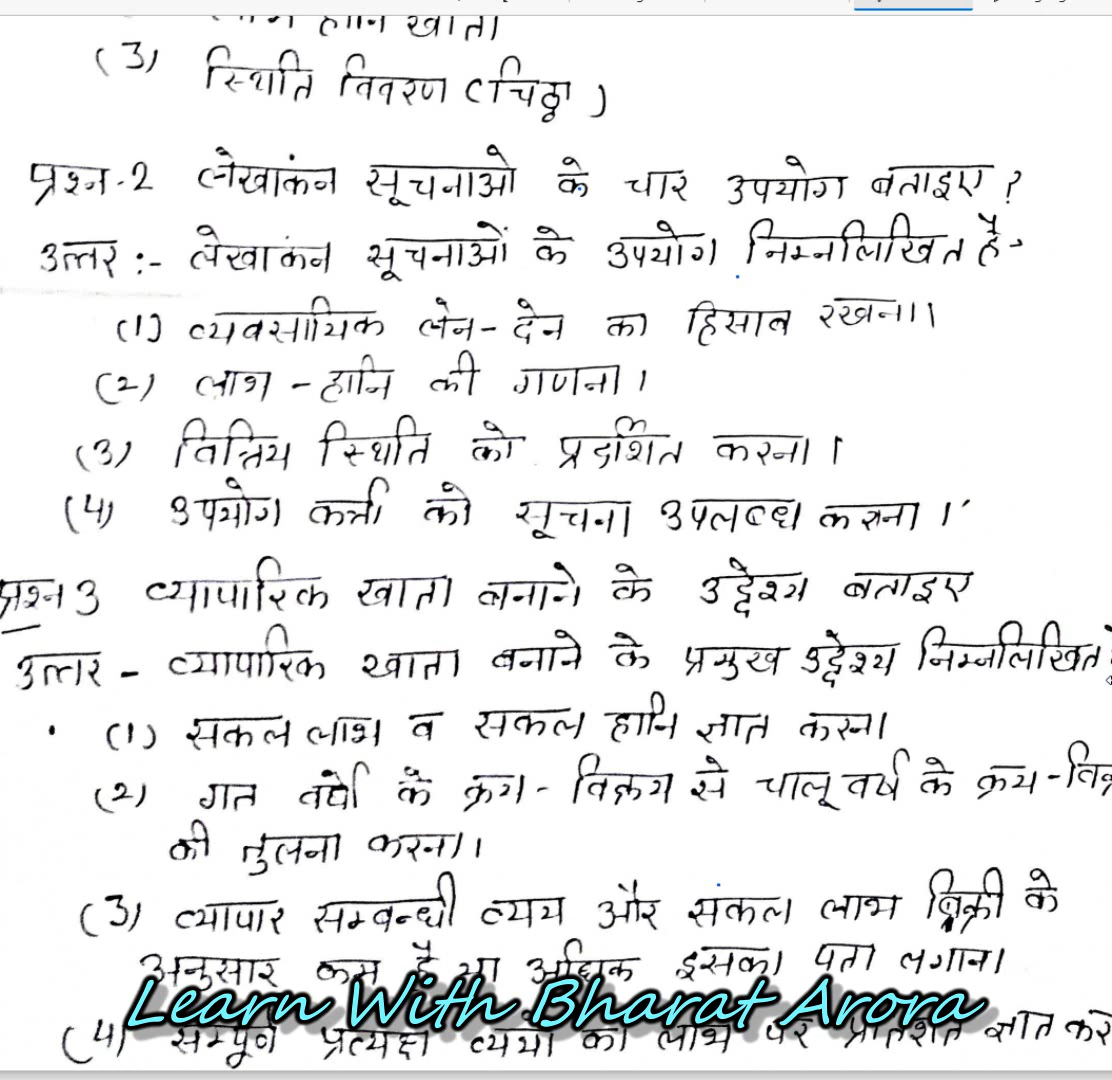 हानि खाता
(3) स्थिति विवरण (चिठ्ठा)
प्रश्न.2 लेखाकंन सूचनाओ के चार उपयोग बताइए ?
उत्तर :- लेखाकंन सूचनाओं के उपयोग निम्नलिखित है-
(1) व्यवसायिक लेन-देन का हिसाब रखना।
(2) लाभ - हानि की गणना।
(3) वित्तिय स्थिति को प्रदर्शित करना।
(4) उपयोग कर्त्ता को सूचना उपलब्ध कराना।
प्रश्न 3 व्यापारिक खाता बनाने के उद्देश्य बताइए
उत्तर - व्यापारिक खाता बनाने के प्रमुख उद्देश्य निम्नलिखित
(1) सकल लाभ व सकल हानि ज्ञात करना
(2) गत वर्षो के क्रय - विक्रय से चालू वर्ष के क्रय -
की तुलना करना।
(3) व्यापार सम्बन्धी व्यय और सकल लाभ बिक्री के
अनुसार कम है या अधिक इसका पता लगाना
Learn With Bharat Arora
(4) सम्पूर्ण प्रत्यक्ष व्ययो का लाभ पर प्रतिशत ज्ञात